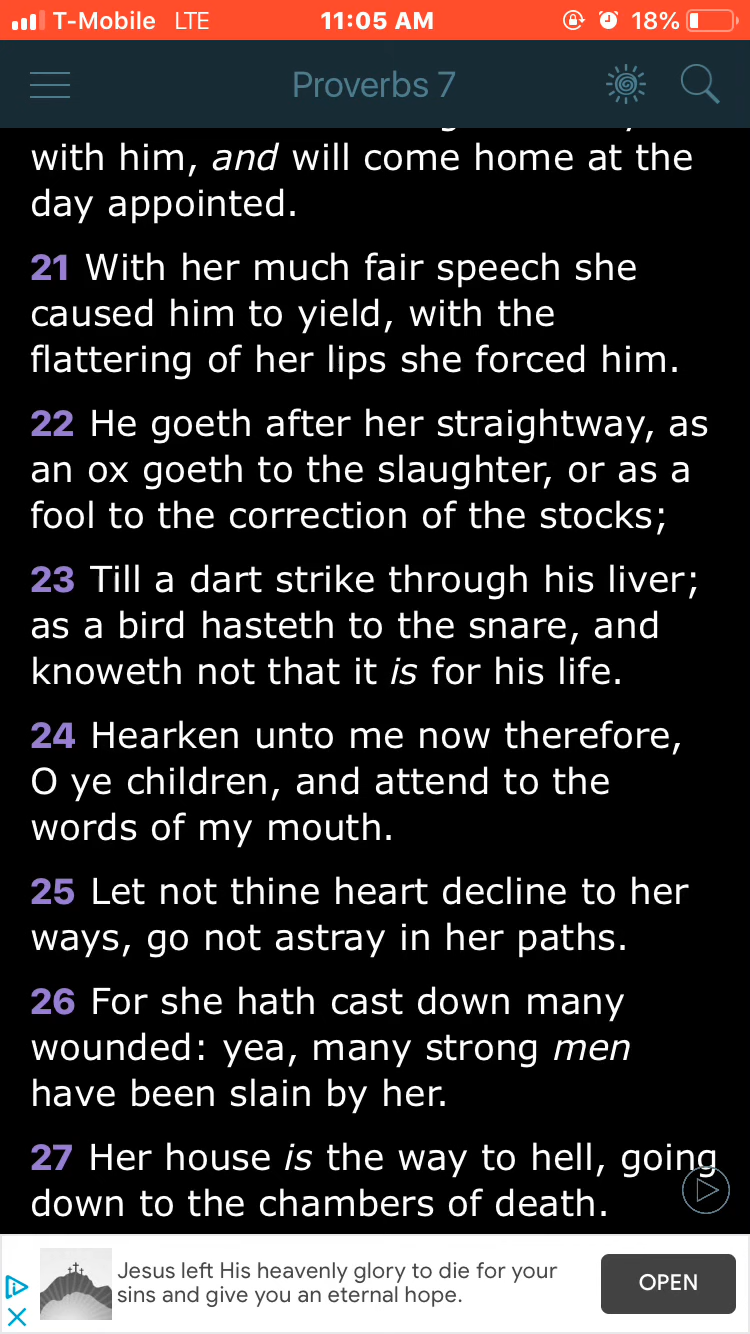 T-Mobile LTE 11:05 AM 18%
Proverbs 7
with him, and will come home at the
day appointed.
21 With her much fair speech she
caused him to yield, with the
flattering of her lips she forced him.
22 He goeth after her straightway, as
an ox goeth to the slaughter, or as a
fool to the correction of the stocks;
23 Till a dart strike through his liver;
as a bird hasteth to the snare, and
knoweth not that it is for his life.
24 Hearken unto me now therefore,
O ye children, and attend to the
words of my mouth.
25 Let not thine heart decline to her
ways, go not astray in her paths.
26 For she hath cast down many
wounded: yea, many strong men
have been slain by her.
27 Her house is the way to hell, going
down to the chambers of death.
Jesus left His heavenly glory to die for your
sins and give you an eternal hope.
OPEN